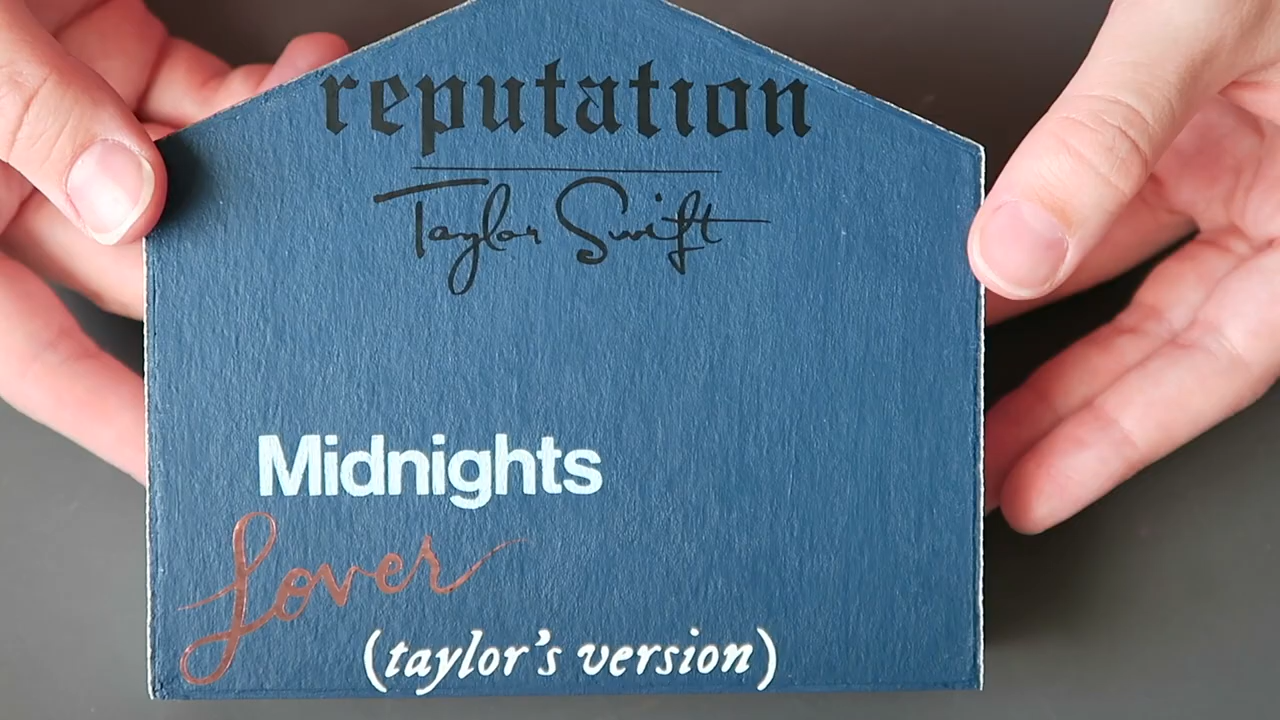 reputation
Taylor Swift
Midnights
Lover
(taylor's version)